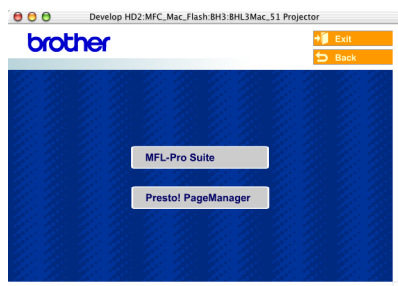 Develop HD2:MFC_Mac_Flash:BH3:BHL3Mac_51 Projector
brother
Exit
Back
MFL-Pro Suite
Presto! PageManager